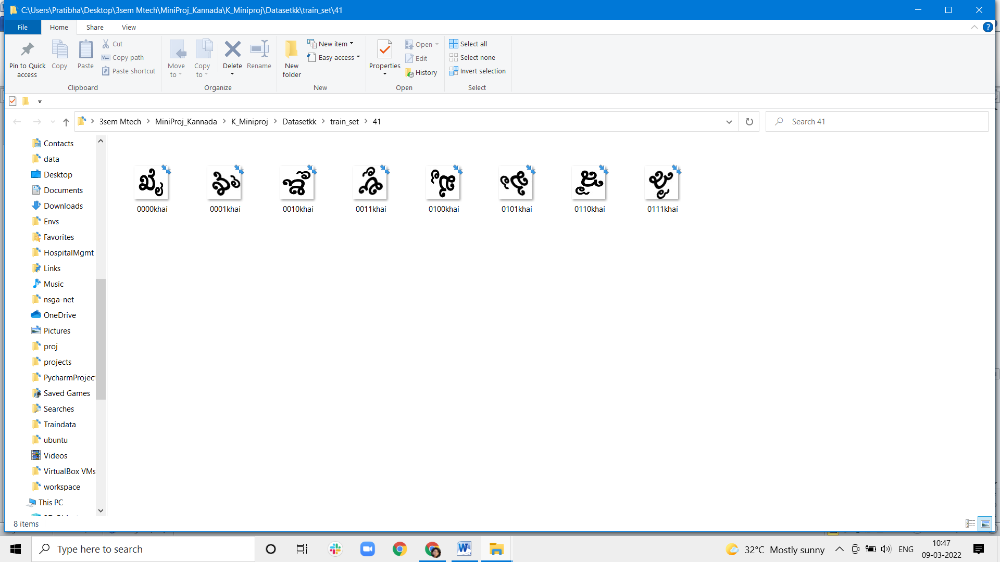 C:\Users\Pratibha\Desktop\3sem Mtech\MiniProj_Kannada\K_Miniproj\Datasetkk\train_set\41
File Home Share View
Pin to Quick access
Copy
Paste
Cut
Copy path
Paste shortcut
Clipboard
Move to
Copy to
Delete
Rename
Organize
New folder
New item
Easy access
New
Properties
Open
Edit
History
Open
Select all
Select none
Invert selection
Select
3sem Mtech > MiniProj_Kannada > K_Miniproj > Datasetkk > train_set > 41
Search 41
Contacts
data
Desktop
Documents
Downloads
Envs
Favorites
HospitalMgmt
Links
Music
nsga-net
OneDrive
Pictures
proj
projects
PycharmProject
Saved Games
Searches
Traindata
ubuntu
Videos
VirtualBox VMs
workspace
This PC
ಖೈ
0000khai 0001khai 0010khai 0011khai 0100khai 0101khai 0110khai 0111khai
8 items
Type here to search
32°C Mostly sunny
ENG
10:47
09-03-2022